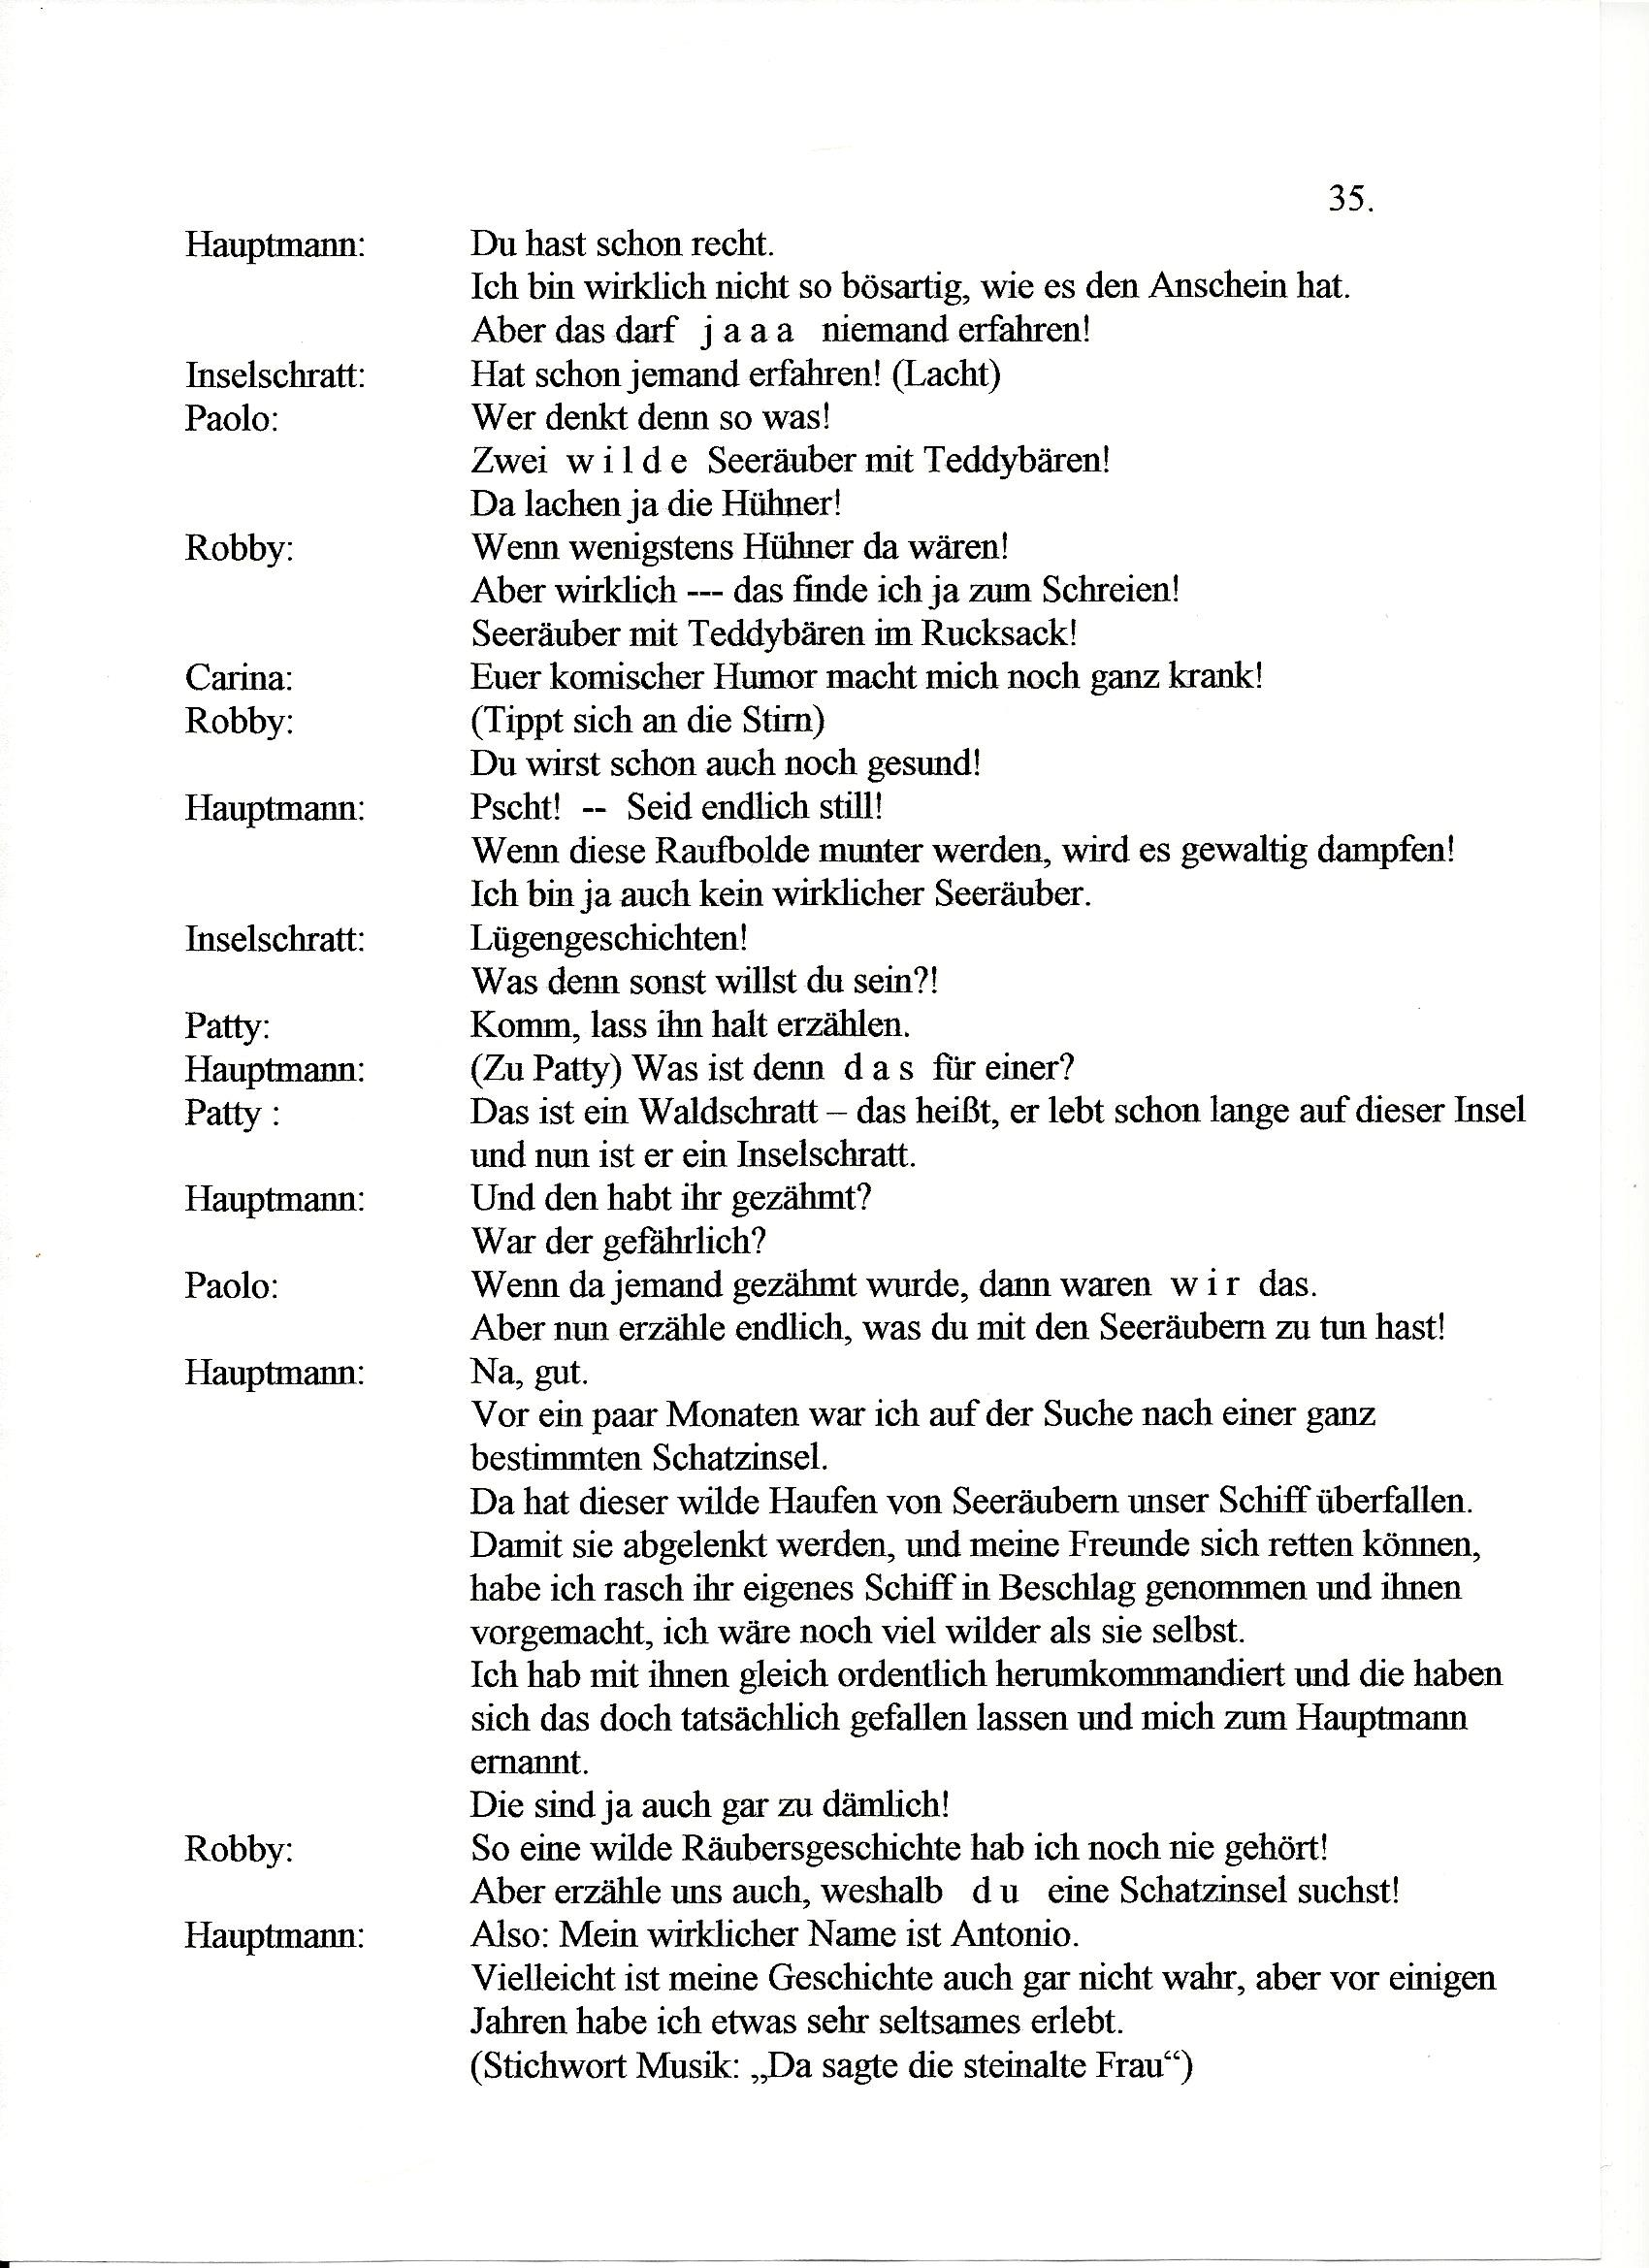 35.
Hauptmann: Du hast schon recht.
Ich bin wirklich nicht so bösartig, wie es den Anschein hat.
Aber das darf j a a a niemand erfahren!
Inselschratt: Hat schon jemand erfahren! (Lacht)
Paolo: Wer denkt denn so was!
Zwei w i l d e Seeräuber mit Teddybären!
Da lachen ja die Hühner!
Robby: Wenn wenigstens Hühner da wären!
Aber wirklich --- das finde ich ja zum Schreien!
Seeräuber mit Teddybären im Rucksack!
Carina: Euer komischer Humor macht mich noch ganz krank!
Robby: (Tippt sich an die Stirn)
Du wirst schon auch noch gesund!
Hauptmann: Pscht! -- Seid endlich still!
Wenn diese Raufbolde munter werden, wird es gewaltig dampfen!
Ich bin ja auch kein wirklicher Seeräuber.
Inselschratt: Lügengeschichten!
Was denn sonst willst du sein?!
Patty: Komm, lass ihn halt erzählen.
Hauptmann: (Zu Patty) Was ist denn d a s für einer?
Patty : Das ist ein Waldschratt – das heißt, er lebt schon lange auf dieser Insel
und nun ist er ein Inselschratt.
Hauptmann: Und den habt ihr gezähmt?
War der gefährlich?
Paolo: Wenn da jemand gezähmt wurde, dann waren w i r das.
Aber nun erzähle endlich, was du mit den Seeräubern zu tun hast!
Hauptmann: Na, gut.
Vor ein paar Monaten war ich auf der Suche nach einer ganz
bestimmten Schatzinsel.
Da hat dieser wilde Haufen von Seeräubern unser Schiff überfallen.
Damit sie abgelenkt werden, und meine Freunde sich retten können,
habe ich rasch ihr eigenes Schiff in Beschlag genommen und ihnen
vorgemacht, ich wäre noch viel wilder als sie selbst.
Ich hab mit ihnen gleich ordentlich herumkommandiert und die haben
sich das doch tatsächlich gefallen lassen und mich zum Hauptmann
ernannt.
Die sind ja auch gar zu dämlich!
Robby: So eine wilde Räubersgeschichte hab ich noch nie gehört!
Aber erzähle uns auch, weshalb d u eine Schatzinsel suchst!
Hauptmann: Also: Mein wirklicher Name ist Antonio.
Vielleicht ist meine Geschichte auch gar nicht wahr, aber vor einigen
Jahren habe ich etwas sehr seltsames erlebt.
(Stichwort Musik: „Da sagte die steinalte Frau“)